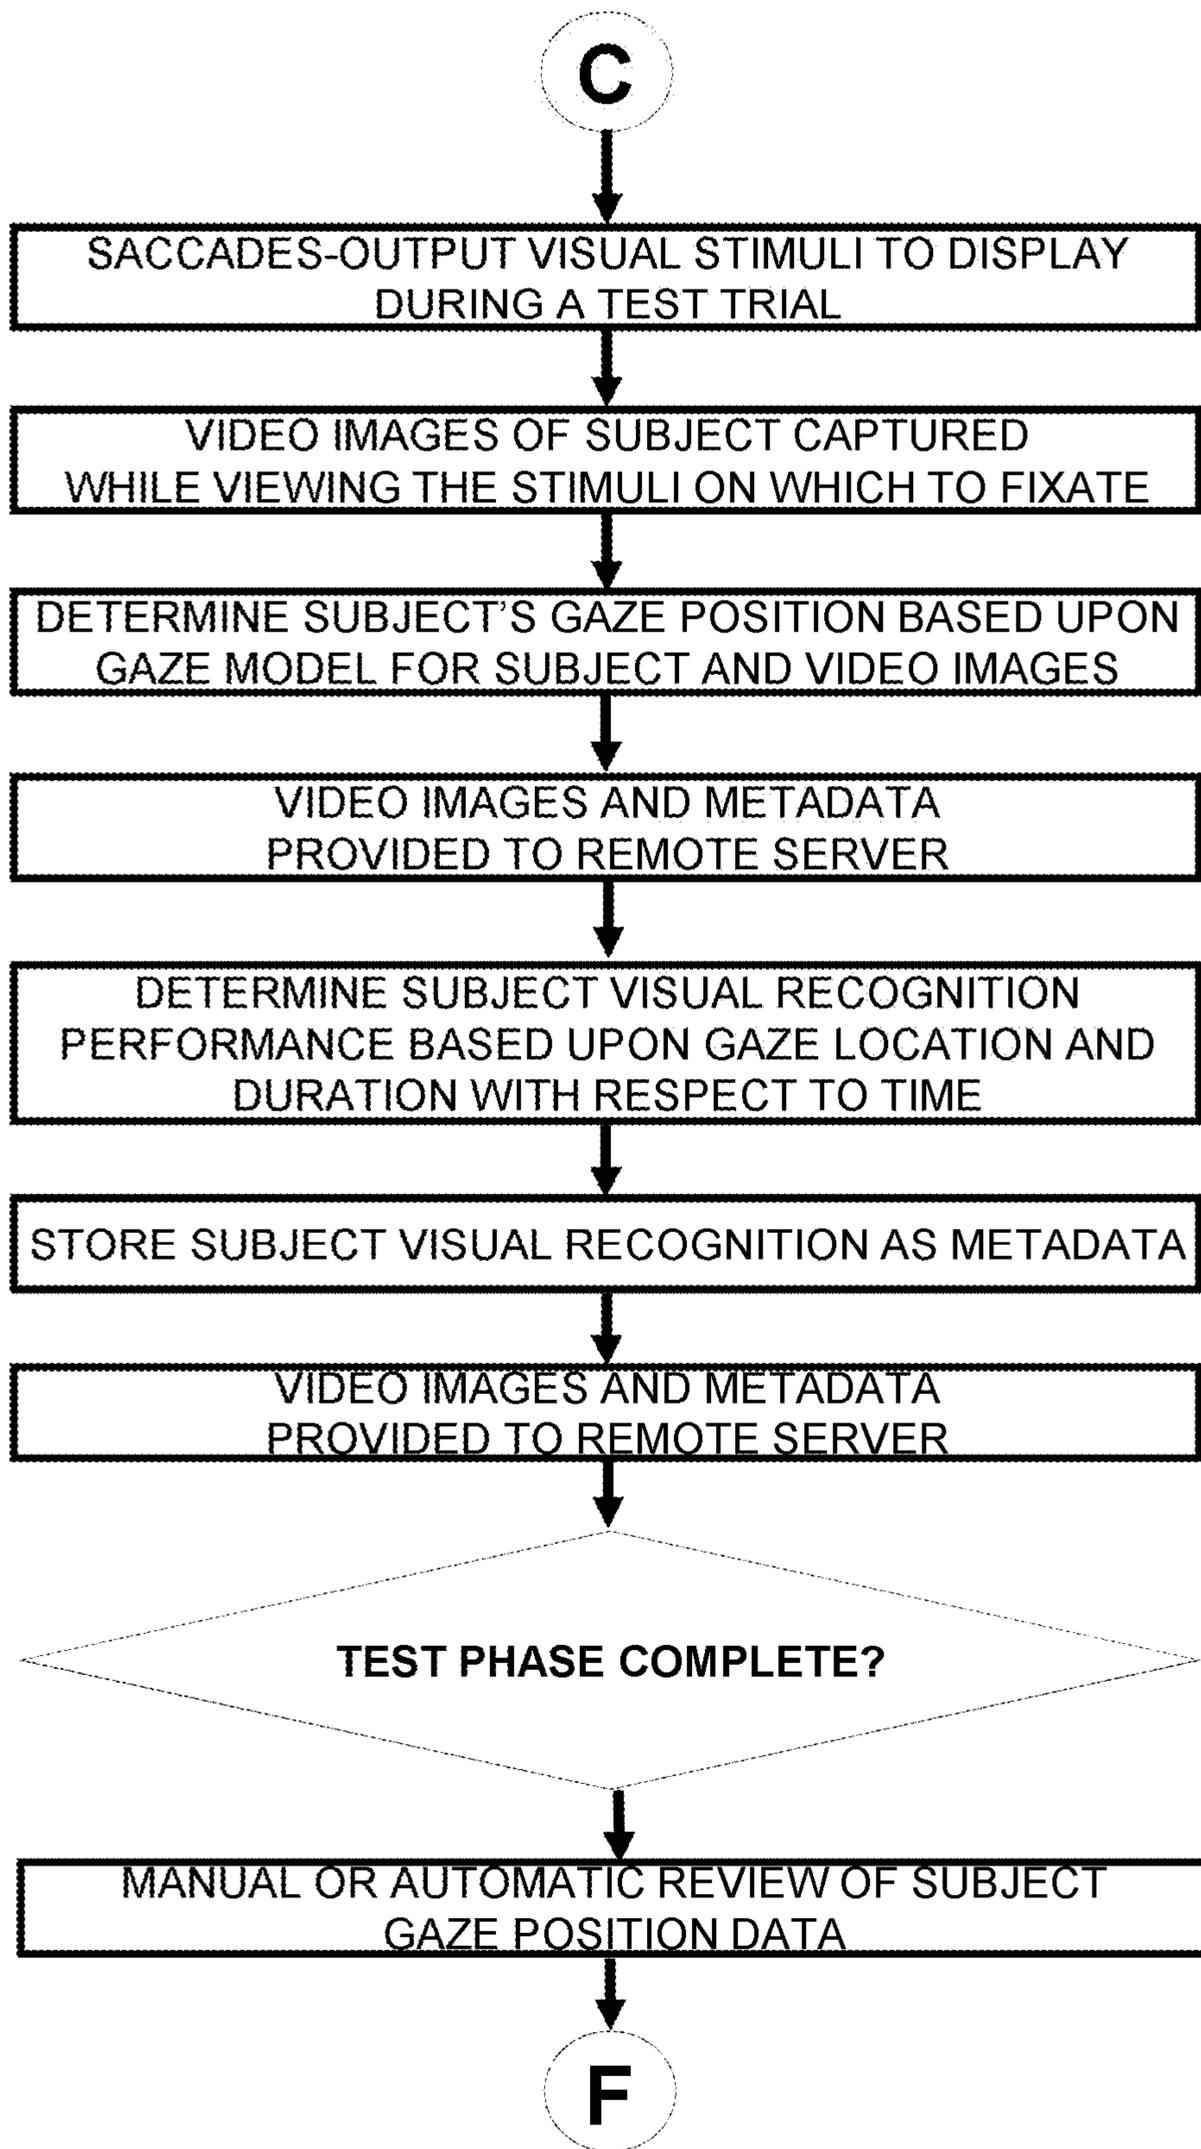 C
SACCADES-OUTPUT VISUAL STIMULI TO DISPLAY
DURING A TEST TRIAL
VIDEO IMAGES OF SUBJECT CAPTURED
WHILE VIEWING THE STIMULI ON WHICH TO FIXATE
DETERMINE SUBJECT'S GAZE POSITION BASED UPON
GAZE MODEL FOR SUBJECT AND VIDEO IMAGES
VIDEO IMAGES AND METADATA
PROVIDED TO REMOTE SERVER
DETERMINE SUBJECT VISUAL RECOGNITION
PERFORMANCE BASED UPON GAZE LOCATION AND
DURATION WITH RESPECT TO TIME
STORE SUBJECT VISUAL RECOGNITION AS METADATA
VIDEO IMAGES AND METADATA
PROVIDED TO REMOTE SERVER
TEST PHASE COMPLETE?
MANUAL OR AUTOMATIC REVIEW OF SUBJECT
GAZE POSITION DATA
F